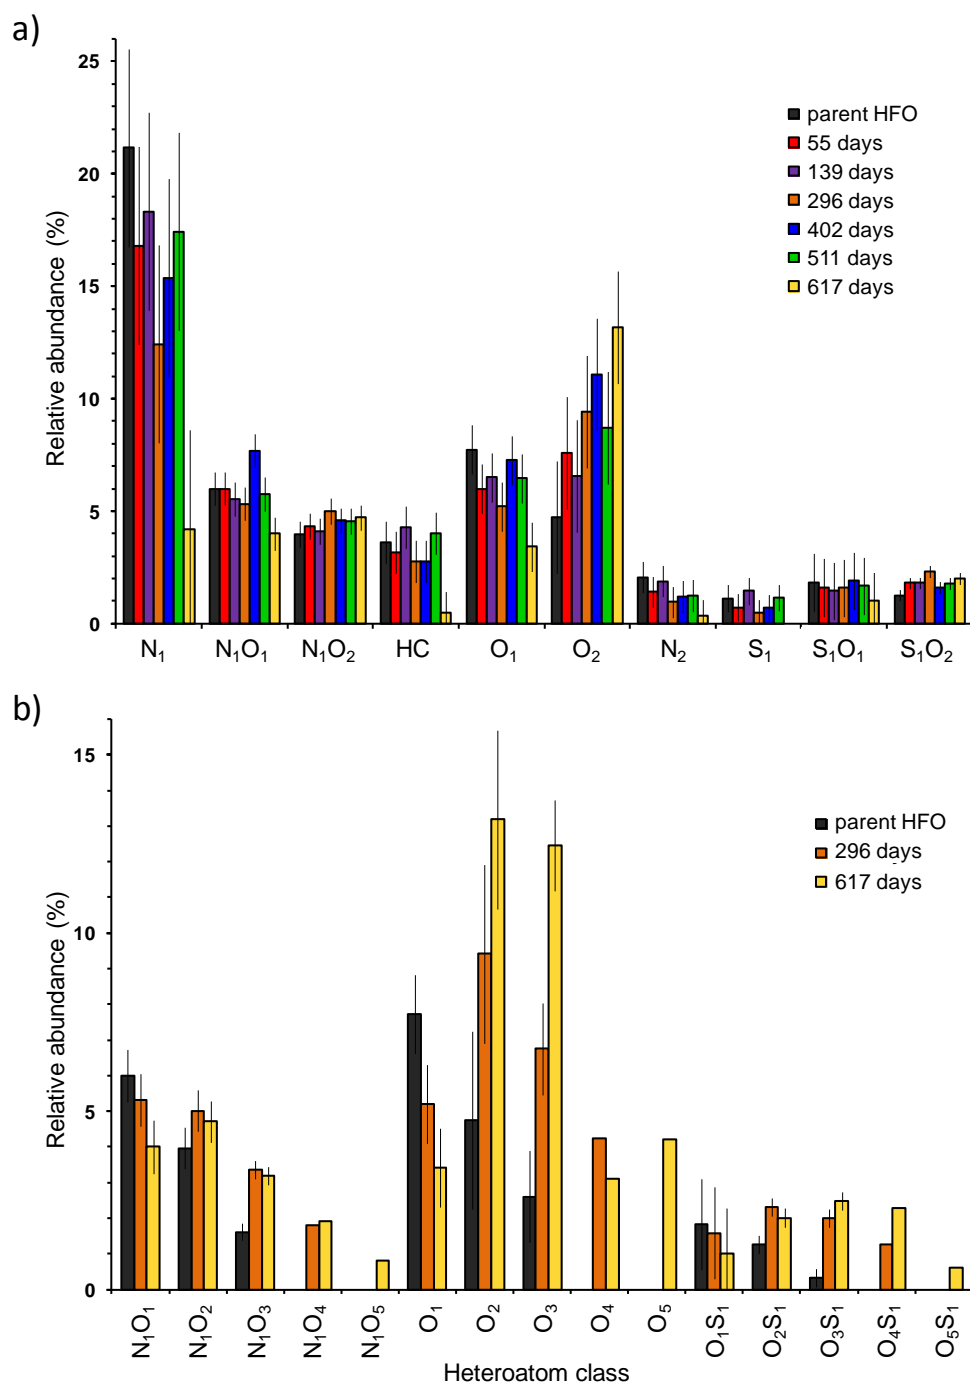 a)
Relative abundance (%)
25
20
15
10
5
0
parent HFO
55 days
139 days
296 days
402 days
511 days
617 days
N₁ N₁O₁ N₁O₂ HC O₁ O₂ N₂ S₁ S₁O₁ S₁O₂
b)
Relative abundance (%)
15
10
5
0
parent HFO
296 days
617 days
N₁O₁ N₁O₂ N₁O₃ N₁O₄ N₁O₅ O₁ O₂ O₃ O₄ O₅ O₁S₁ O₂S₁ O₃S₁ O₄S₁ O₅S₁
Heteroatom class